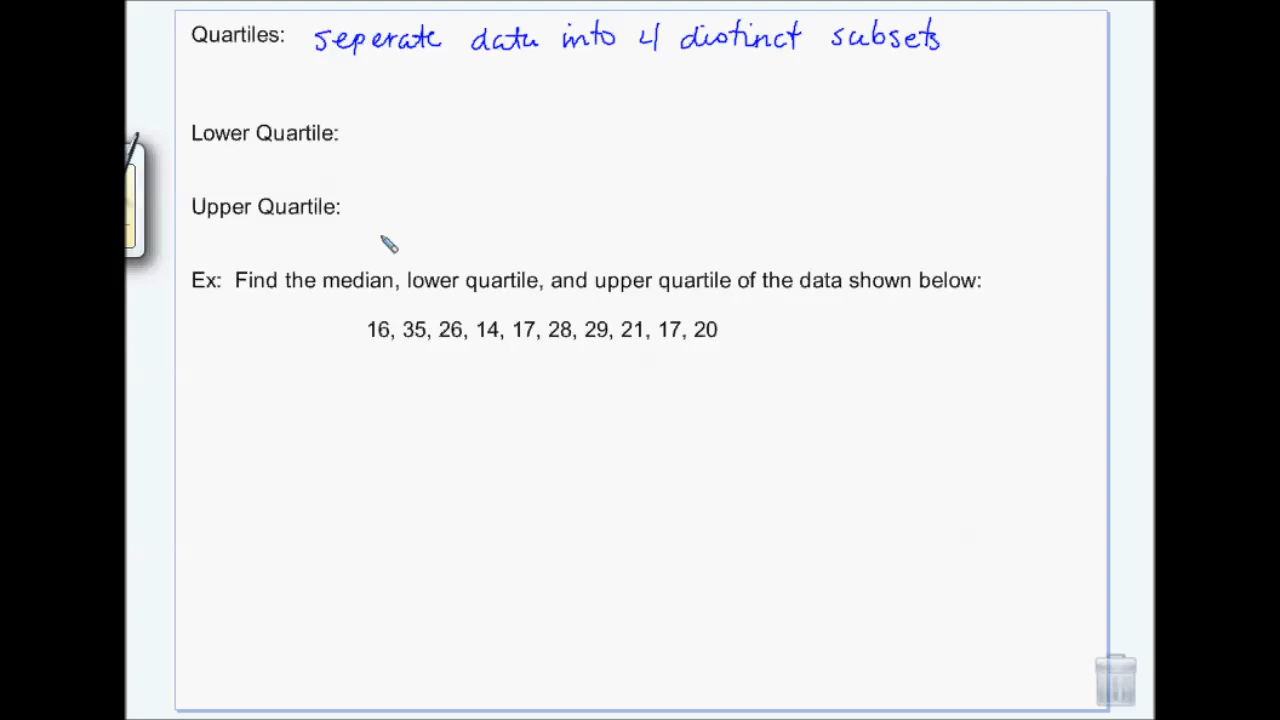 Quartiles: seperate data into 4 distinct subsets
Lower Quartile:
Upper Quartile:
Ex: Find the median, lower quartile, and upper quartile of the data shown below:
16, 35, 26, 14, 17, 28, 29, 21, 17, 20